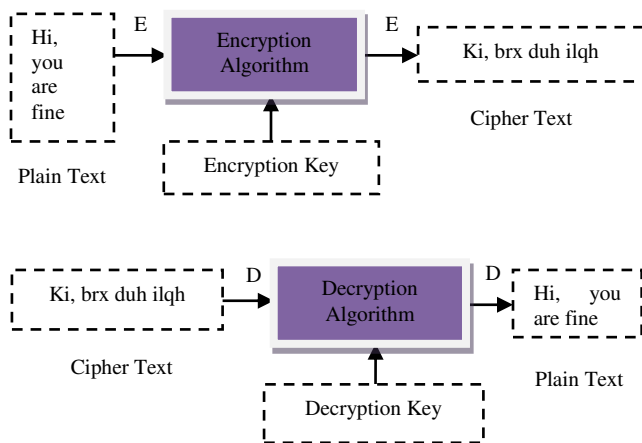 E
E
Hi,
you
are
fine
Encryption
Algorithm
Ki, brx duh ilqh
Cipher Text
Plain Text
Encryption Key
D
D
Ki, brx duh ilqh
Decryption
Algorithm
Hi, you
are fine
Cipher Text
Plain Text
Decryption Key